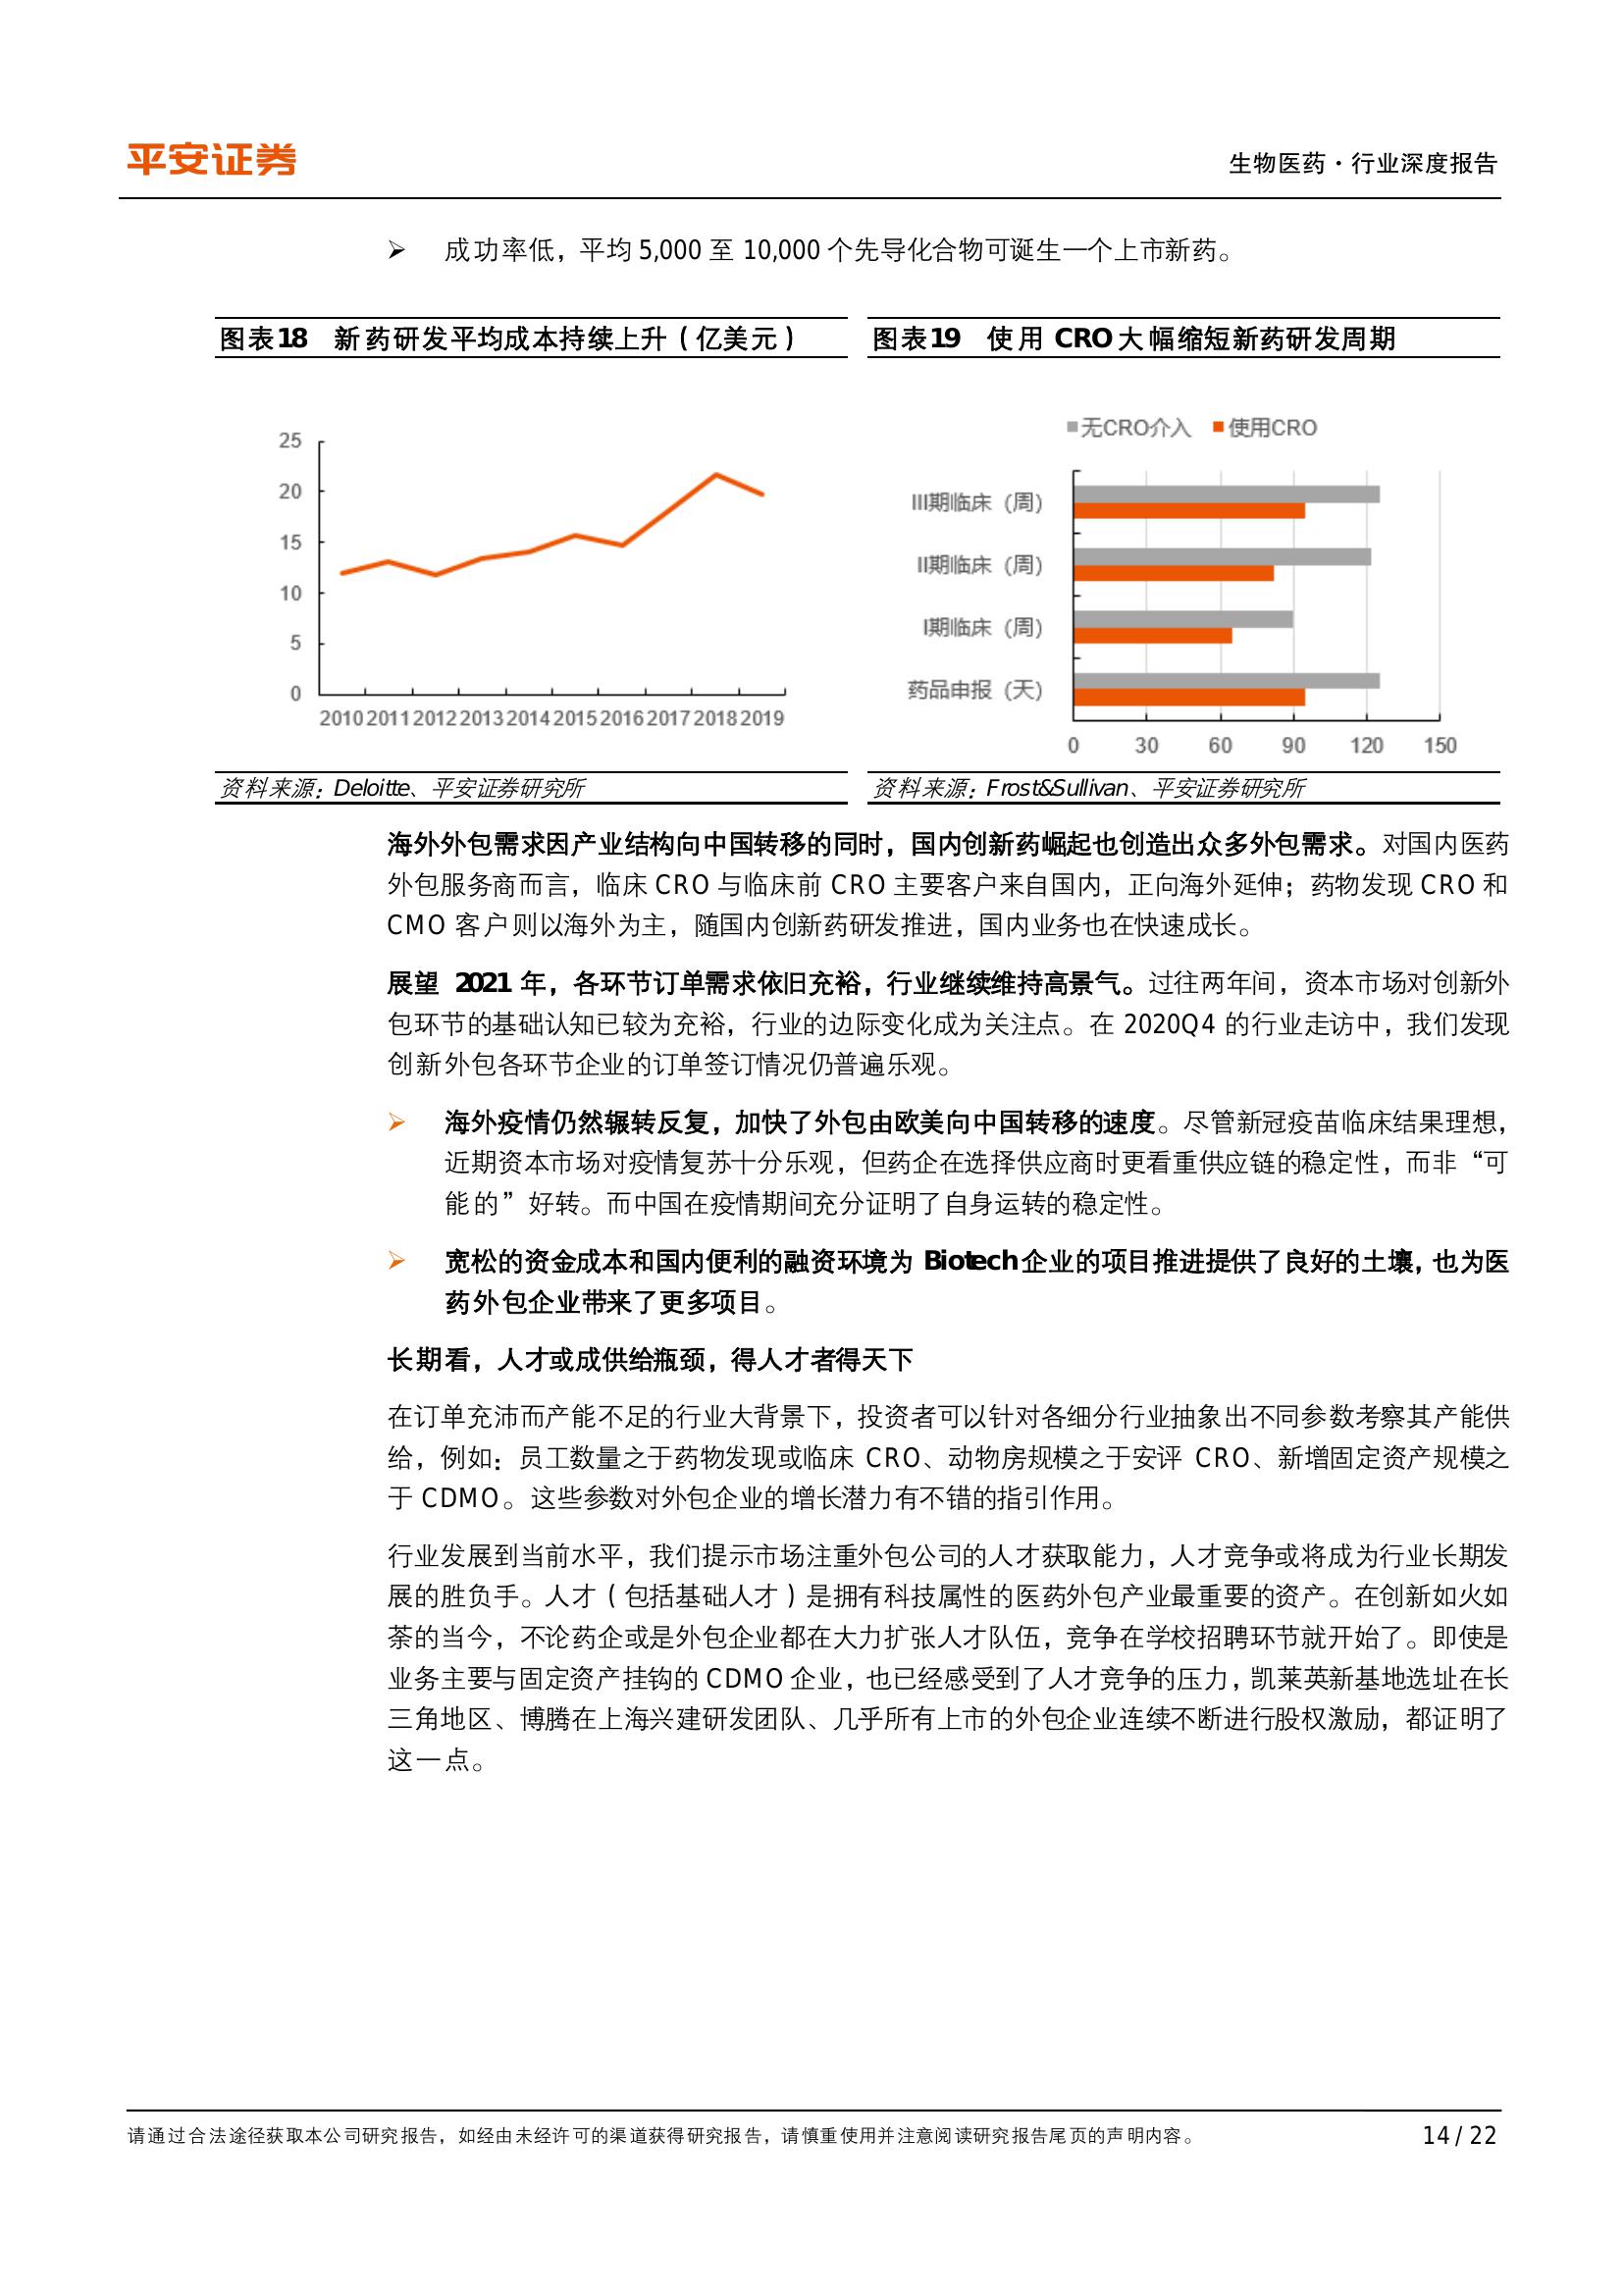 平安证券
生物医药·行业深度报告
➢ 成功率低，平均 5,000 至 10,000 个先导化合物可诞生一个上市新药。
图表18 新药研发平均成本持续上升（亿美元）
25
20
15
10
5
0
2010 2011 2012 2013 2014 2015 2016 2017 2018 2019
资料来源：Deloitte、平安证券研究所
图表19 使用 CRO 大幅缩短新药研发周期
无CRO介入 使用CRO
III期临床（周）
II期临床（周）
I期临床（周）
药品申报（天）
0 30 60 90 120 150
资料来源：Frost&Sullivan、平安证券研究所
海外外包需求因产业结构向中国转移的同时，国内创新药崛起也创造出众多外包需求。对国内医药
外包服务商而言，临床 CRO 与临床前 CRO 主要客户来自国内，正向海外延伸；药物发现 CRO 和
CMO 客户则以海外为主，随国内创新药研发推进，国内业务也在快速成长。
展望 2021 年，各环节订单需求依旧充裕，行业继续维持高景气。过往两年间，资本市场对创新外
包环节的基础认知已较为充裕，行业的边际变化成为关注点。在 2020Q4 的行业走访中，我们发现
创新外包各环节企业的订单签订情况仍普遍乐观。
➢ 海外疫情仍然辗转反复，加快了外包由欧美向中国转移的速度。尽管新冠疫苗临床结果理想，
近期资本市场对疫情复苏十分乐观，但药企在选择供应商时更看重供应链的稳定性，而非“可
能的”好转。而中国在疫情期间充分证明了自身运转的稳定性。
➢ 宽松的资金成本和国内便利的融资环境为 Biotech 企业的项目推进提供了良好的土壤，也为医
药外包企业带来了更多项目。
长期看，人才或成供给瓶颈，得人才者得天下
在订单充沛而产能不足的行业大背景下，投资者可以针对各细分行业抽象出不同参数考察其产能供
给，例如：员工数量之于药物发现或临床 CRO、动物房规模之于安评 CRO、新增固定资产规模之
于 CDMO。这些参数对外包企业的增长潜力有不错的指引作用。
行业发展到当前水平，我们提示市场注重外包公司的人才获取能力，人才竞争或将成为行业长期发
展的胜负手。人才（包括基础人才）是拥有科技属性的医药外包产业最重要的资产。在创新如火如
荼的当今，不论药企或是外包企业都在大力扩张人才队伍，竞争在学校招聘环节就开始了。即使是
业务主要与固定资产挂钩的 CDMO 企业，也已经感受到了人才竞争的压力，凯莱英新基地选址在长
三角地区、博腾在上海兴建研发团队、几乎所有上市的外包企业连续不断进行股权激励，都证明了
这一点。
请通过合法途径获取本公司研究报告，如经由未经许可的渠道获得研究报告，请慎重使用并注意阅读研究报告尾页的声明内容。
14 / 22